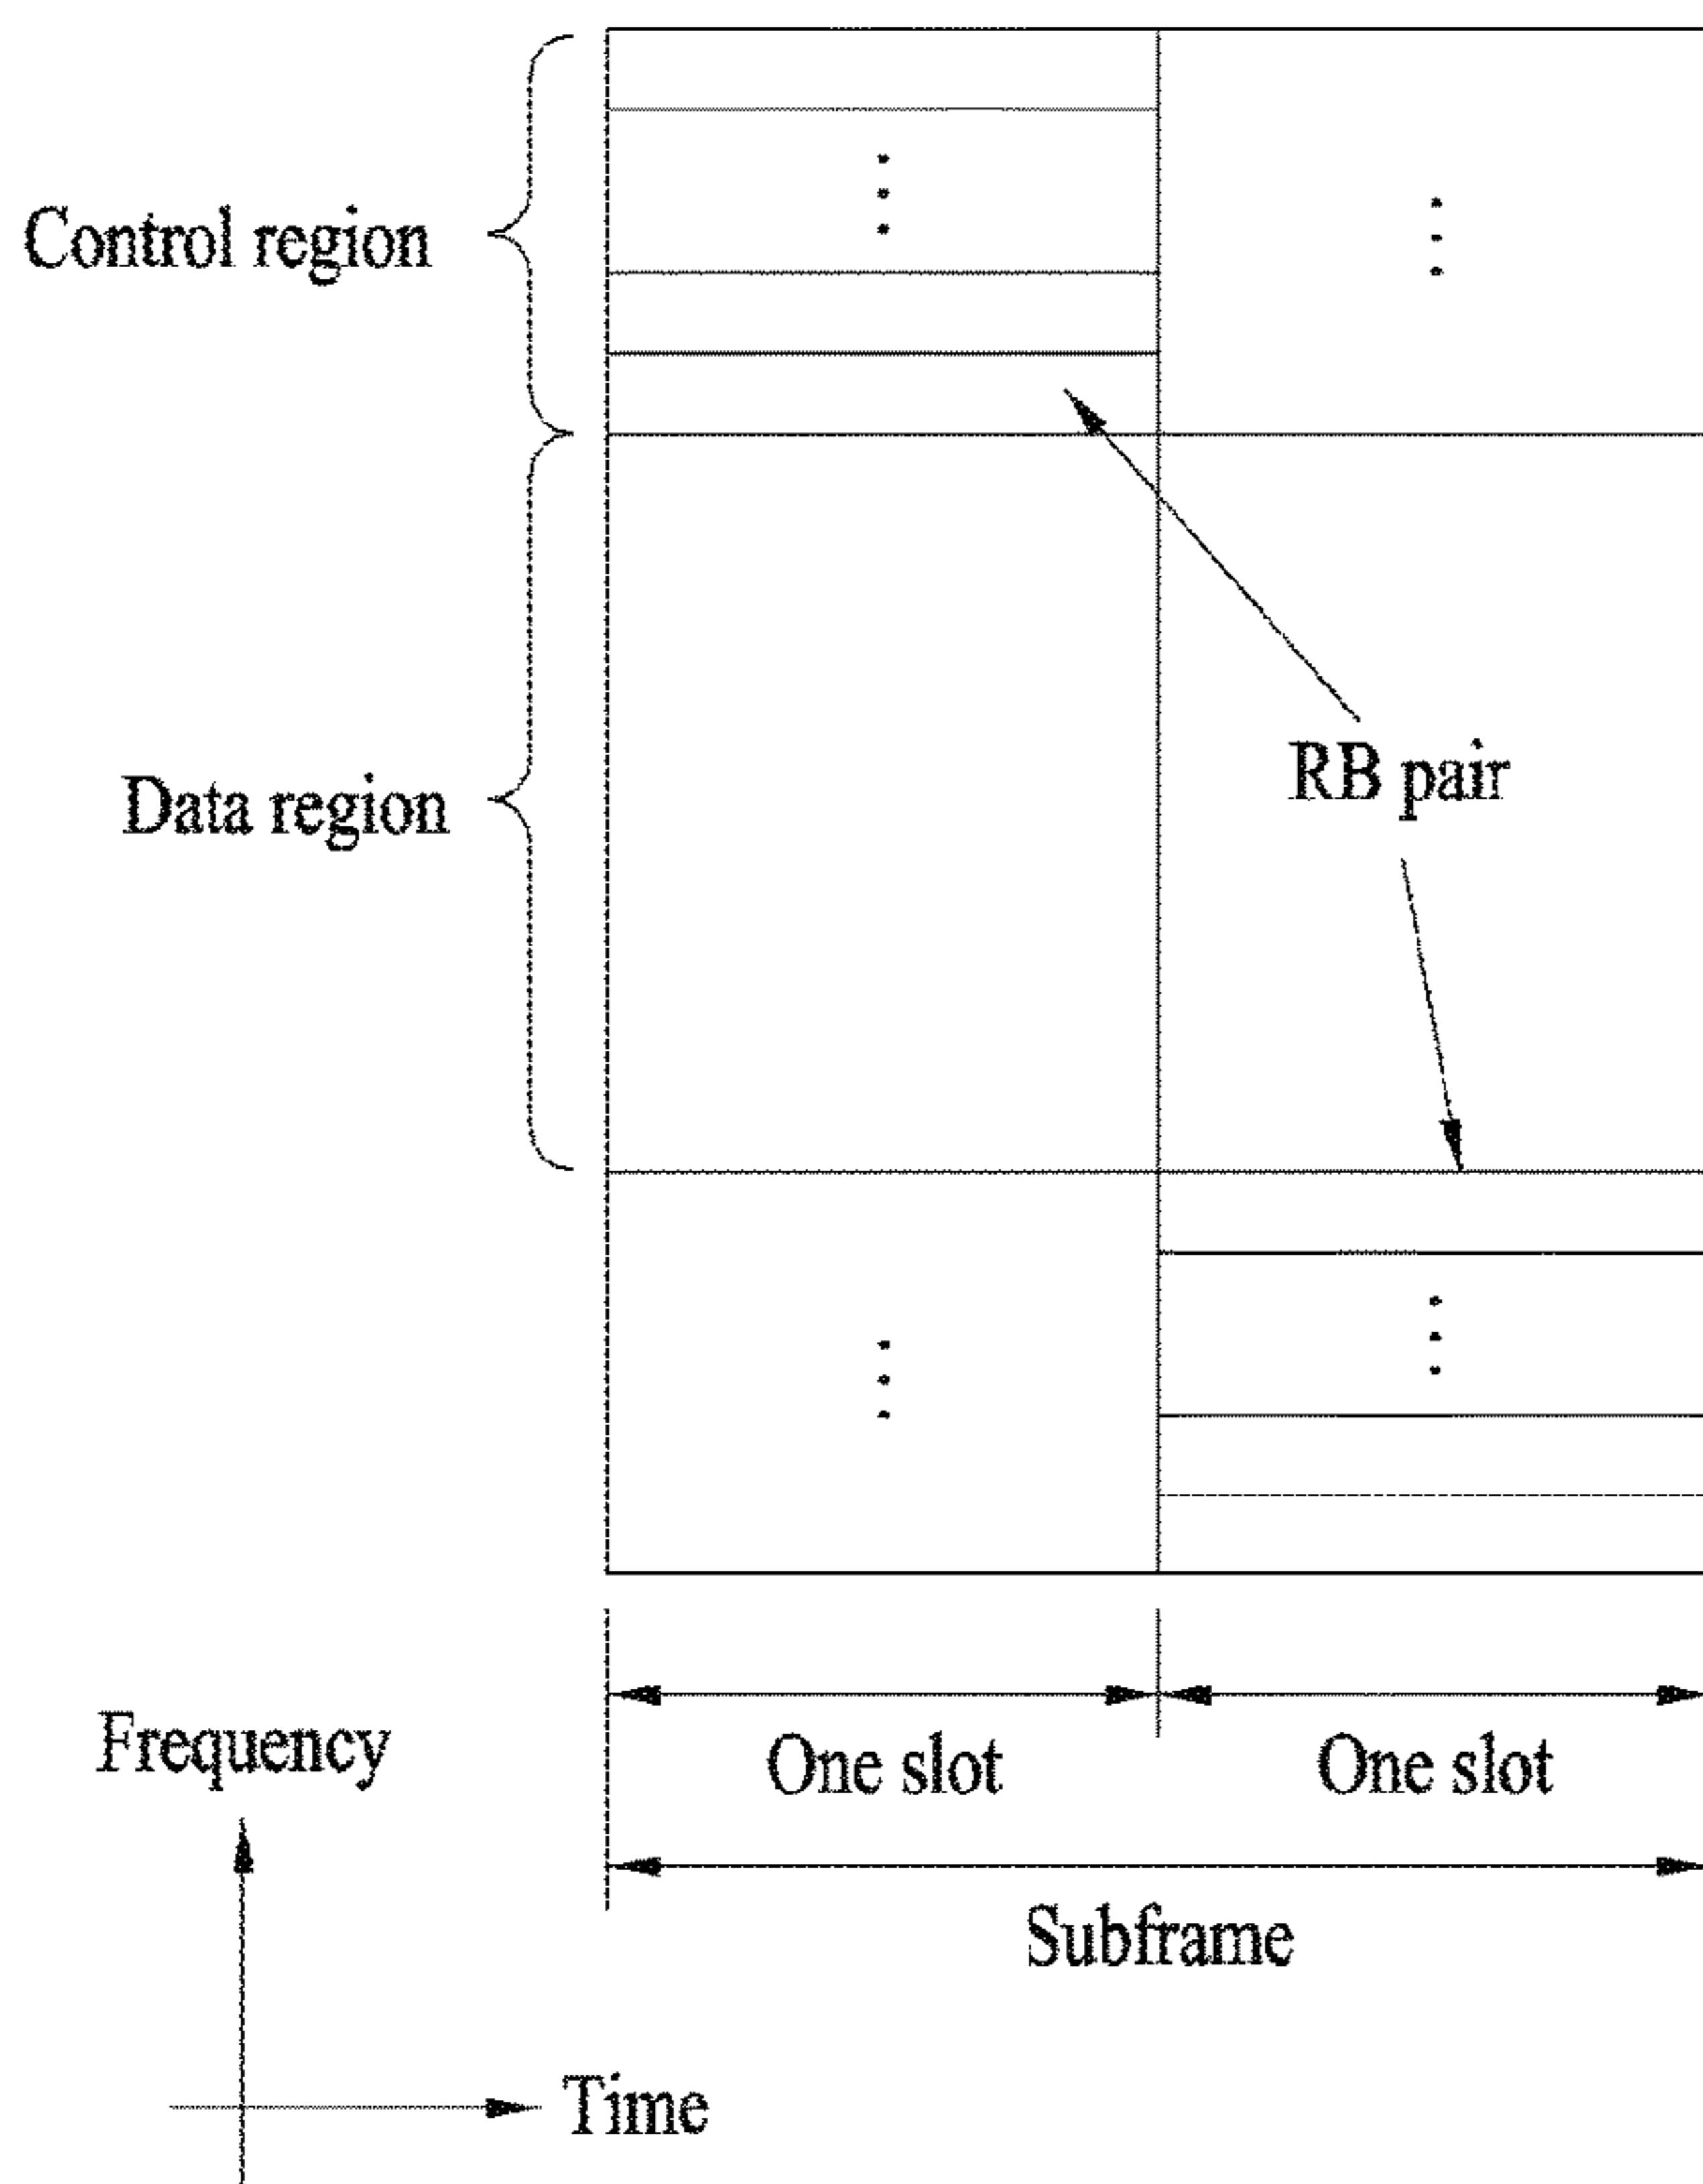 Control region
RB pair
Data region
One slot
One slot
Frequency
Subframe
Time